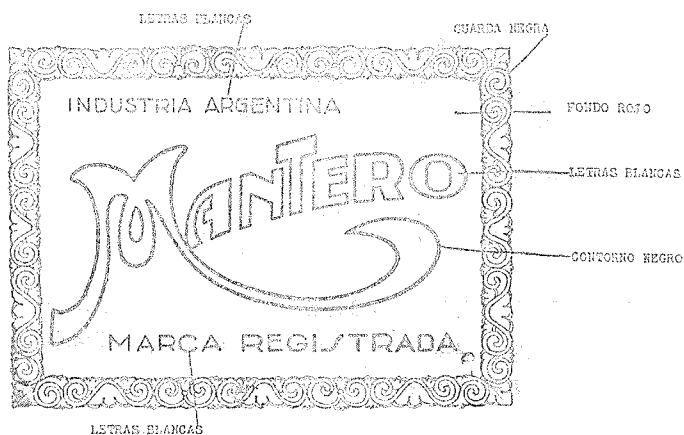 LETRAS BLANCAS
GUARDA NEGRA
INDUSTRIA ARGENTINA
FONDO ROJO
MANTERO
LETRAS BLANCAS
CONTORNO NEGRO
MARCA REGISTRADA
LETRAS BLANCAS